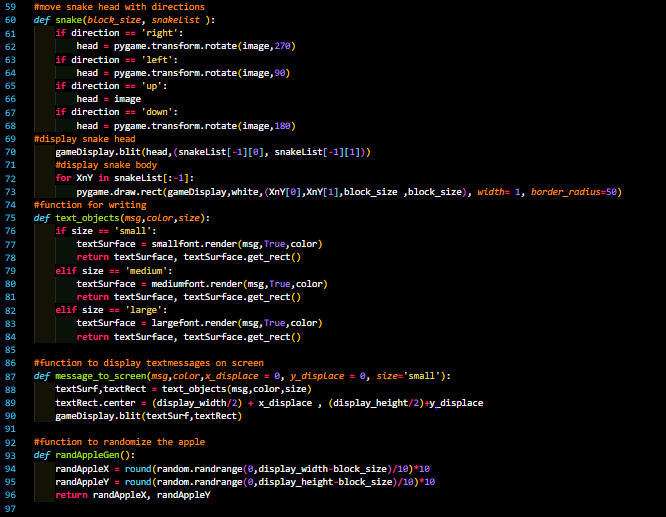 59 #move snake head with directions
60 def snake(block_size, snakeList ):
61     if direction == 'right':
62         head = pygame.transform.rotate(image,270)
63     if direction == 'left':
64         head = pygame.transform.rotate(image,90)
65     if direction == 'up':
66         head = image
67     if direction == 'down':
68         head = pygame.transform.rotate(image,180)
69 #display snake head
70     gameDisplay.blit(head,(snakeList[-1][0], snakeList[-1][1]))
71     #display snake body
72     for XnY in snakeList[:-1]:
73         pygame.draw.rect(gameDisplay,white,(XnY[0],XnY[1],block_size ,block_size), width= 1, border_radius=50)
74 #function for writing
75 def text_objects(msg,color,size):
76     if size == 'small':
77         textSurface = smallfont.render(msg,True,color)
78         return textSurface, textSurface.get_rect()
79     elif size == 'medium':
80         textSurface = mediumfont.render(msg,True,color)
81         return textSurface, textSurface.get_rect()
82     elif size == 'large':
83         textSurface = largefont.render(msg,True,color)
84         return textSurface, textSurface.get_rect()
85
86 #function to display textmessages on screen
87 def message_to_screen(msg,color,x_displace = 0, y_displace = 0, size='small'):
88     textSurf,textRect = text_objects(msg,color,size)
89     textRect.center = (display_width/2) + x_displace , (display_height/2)+y_displace
90     gameDisplay.blit(textSurf,textRect)
91
92 #function to randomize the apple
93 def randAppleGen():
94     randAppleX = round(random.randrange(0,display_width-block_size)/10)*10
95     randAppleY = round(random.randrange(0,display_height-block_size)/10)*10
96     return randAppleX, randAppleY
97